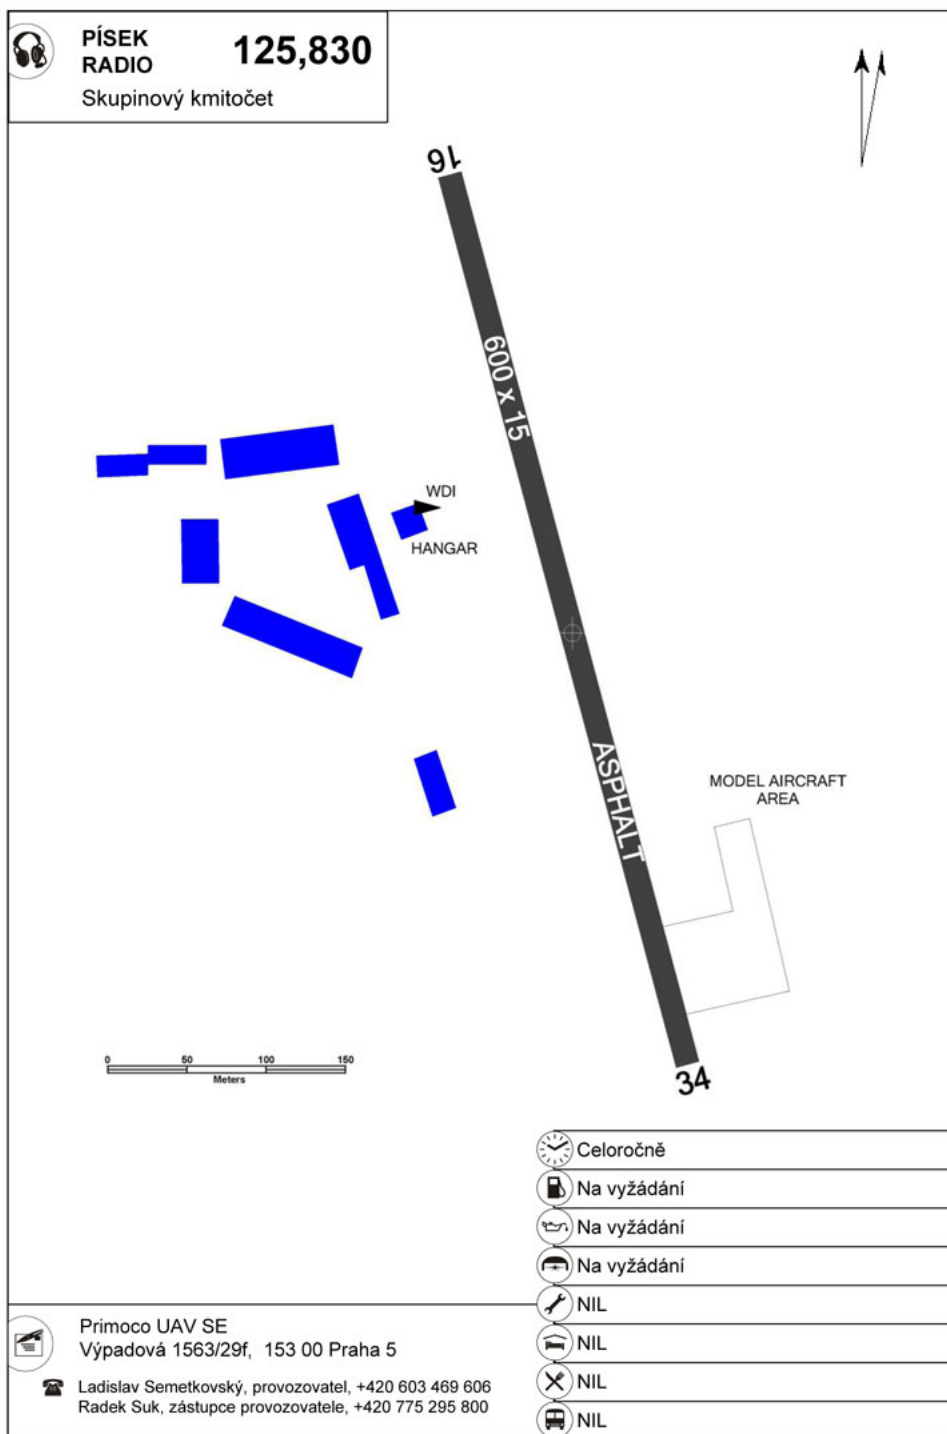 PÍSEK
RADIO
125,830
Skupinový kmitočet
16
600 x 15
WDI
HANGAR
ASPHALT
MODEL AIRCRAFT
AREA
34
0 50 100 150
Meters
Celoročně
Na vyžádání
Na vyžádání
Na vyžádání
NIL
NIL
NIL
NIL
Primoco UAV SE
Výpadová 1563/29f, 153 00 Praha 5
Ladislav Semetkovský, provozovatel, +420 603 469 606
Radek Suk, zástupce provozovatele, +420 775 295 800